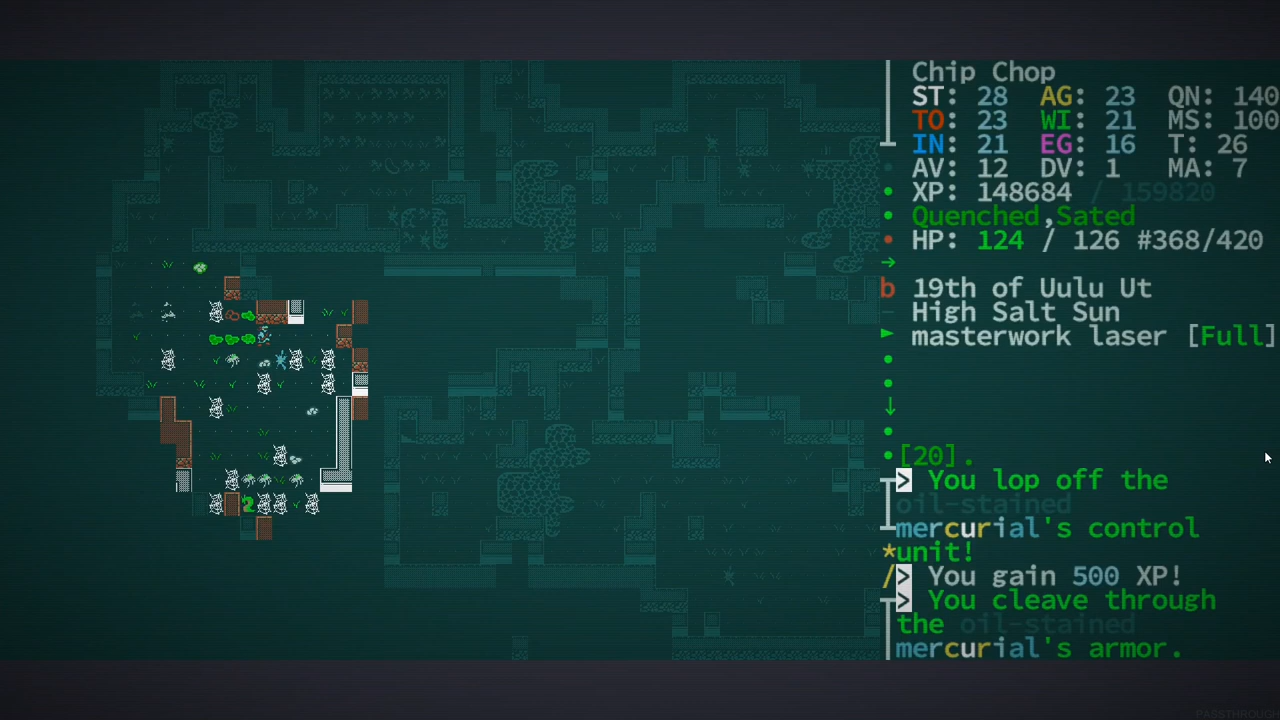 Chip Chop
ST: 28 AG: 23 QN: 140
TO: 23 WI: 21 MS: 100
IN: 21 EG: 16 T: 26
AV: 12 DV: 1 MA: 7
XP: 148684 / 159820
Quenched,Sated
HP: 124 / 126 #368/420
b 19th of Uulu Ut
High Salt Sun
masterwork laser [Full]
[20].
> You lop off the
oil-stained
mercurial's control
*unit!
/> You gain 500 XP!
> You cleave through
the oil-stained
mercurial's armor.
2
PASSTHROUGH